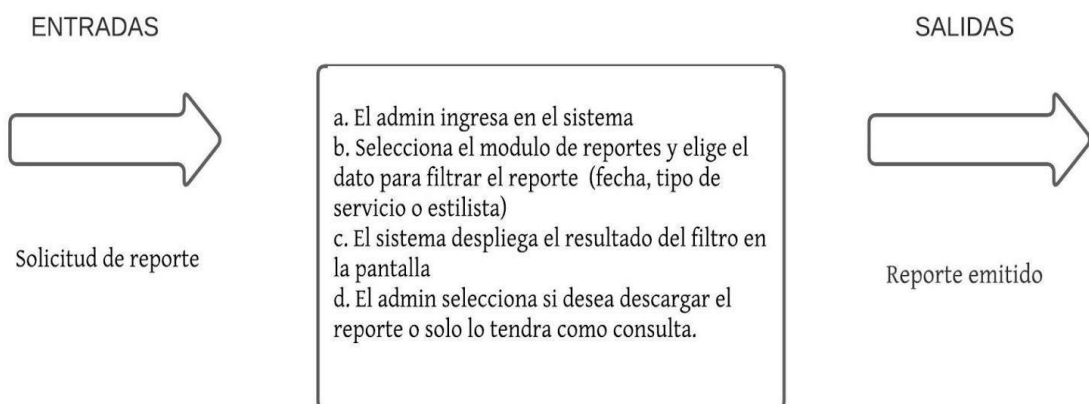 ENTRADAS
SALIDAS
a. El admin ingresa en el sistema
b. Selecciona el modulo de reportes y elige el
dato para filtrar el reporte (fecha, tipo de
servicio o estilista)
c. El sistema despliega el resultado del filtro en
la pantalla
d. El admin selecciona si desea descargar el
reporte o solo lo tendra como consulta.
Solicitud de reporte
Reporte emitido